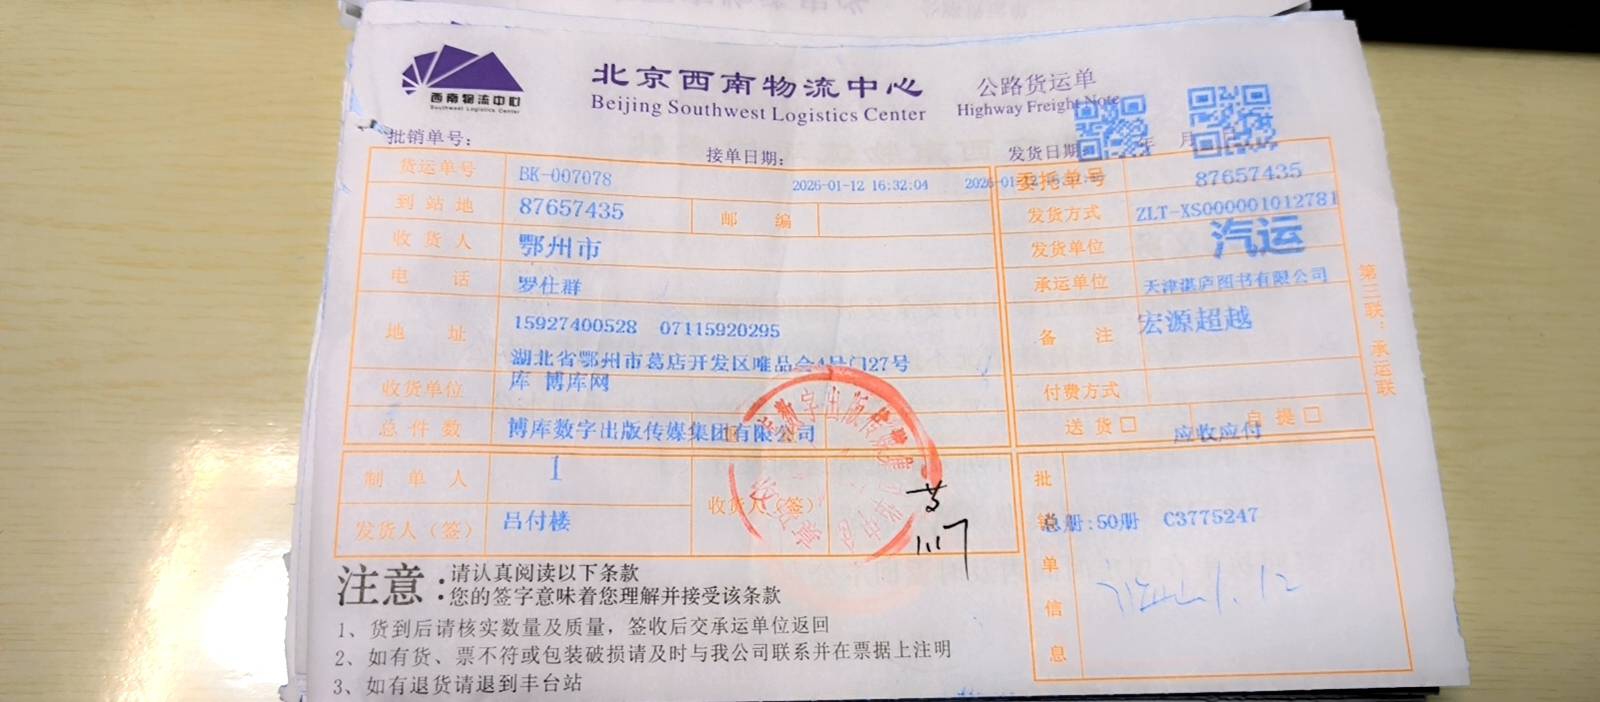 西南物流中心
Southwest Logistics Center
北京西南物流中心
Beijing Southwest Logistics Center
公路货运单
Highway Freight Note
批销单号:
接单日期:
发货日期
年 月
货运单号 BK-007078
2026-01-12 16:32:04
委托单号 87657435
到站地 87657435 邮编
发货方式 ZLT-XS000001012781
收货人 鄂州市
发货单位 汽运
电话 罗仕群
承运单位 天津湛庐图书有限公司
地址 15927400528 07115920295
湖北省鄂州市葛店开发区唯品会4号门27号
备注 宏源超越
收货单位 库 博库网
付费方式
总件数 博库数字出版传媒集团有限公司
送货□ 自提□
应收应付
制单人 1
收货人(签)
发货人(签) 吕付楼
批销单信息
总册:50册 C3775247
1.12
第三联:承运联
注意:
请认真阅读以下条款
您的签字意味着您理解并接受该条款
1、货到后请核实数量及质量，签收后交承运单位返回
2、如有货、票不符或包装破损请及时与我公司联系并在票据上注明
3、如有退货请退到丰台站